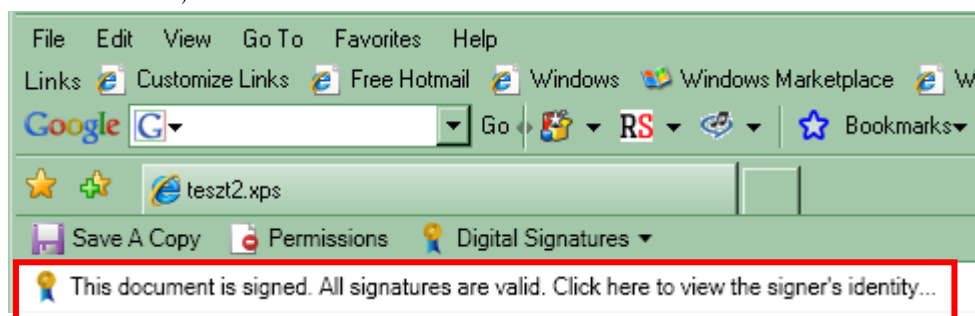 File Edit View Go To Favorites Help
Links Customize Links Free Hotmail Windows Windows Marketplace W
Google G Go RS Bookmarks
teszt2.xps
Save A Copy Permissions Digital Signatures
This document is signed. All signatures are valid. Click here to view the signer's identity...